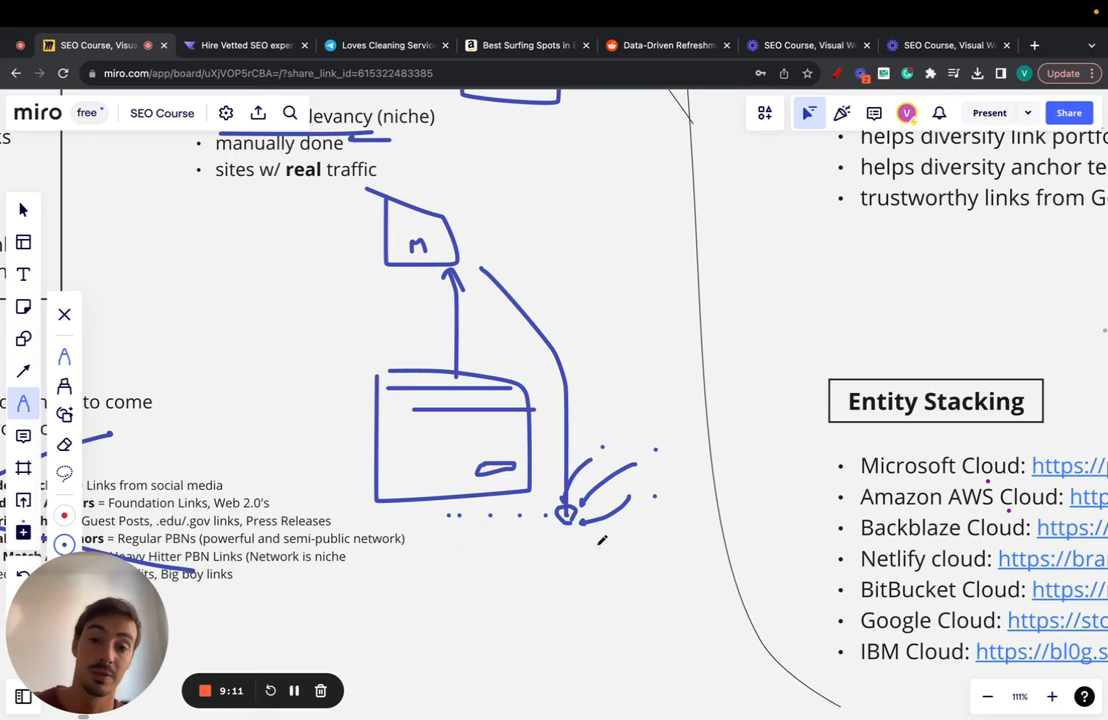 SEO Course, Visua
Hire Vetted SEO exper
Loves Cleaning Servic
Best Surfing Spots in E
Data-Driven Refreshm
SEO Course, Visual W
SEO Course, Visual W
miro.com/app/board/uXjVOP5rCBA=/?share_link_id=615322483385
V
Update
miro
free
SEO Course
V
Present
Share
levancy (niche)
manually done
sites w/ real traffic
M
helps diversify link portfo
helps diversity anchor te
trustworthy links from G
to come
= Links from social media
ors = Foundation Links, Web 2.0's
Guest Posts, .edu/.gov links, Press Releases
ors = Regular PBNs (powerful and semi-public network)
Match
Heavy Hitter PBN Links (Network is niche
its, Big boy links
Entity Stacking
Microsoft Cloud: https://
Amazon AWS Cloud: http
Backblaze Cloud: https://
Netlify cloud: https://bra
BitBucket Cloud: https://
Google Cloud: https://sto
IBM Cloud: https://bl0g.s
9:11
111%